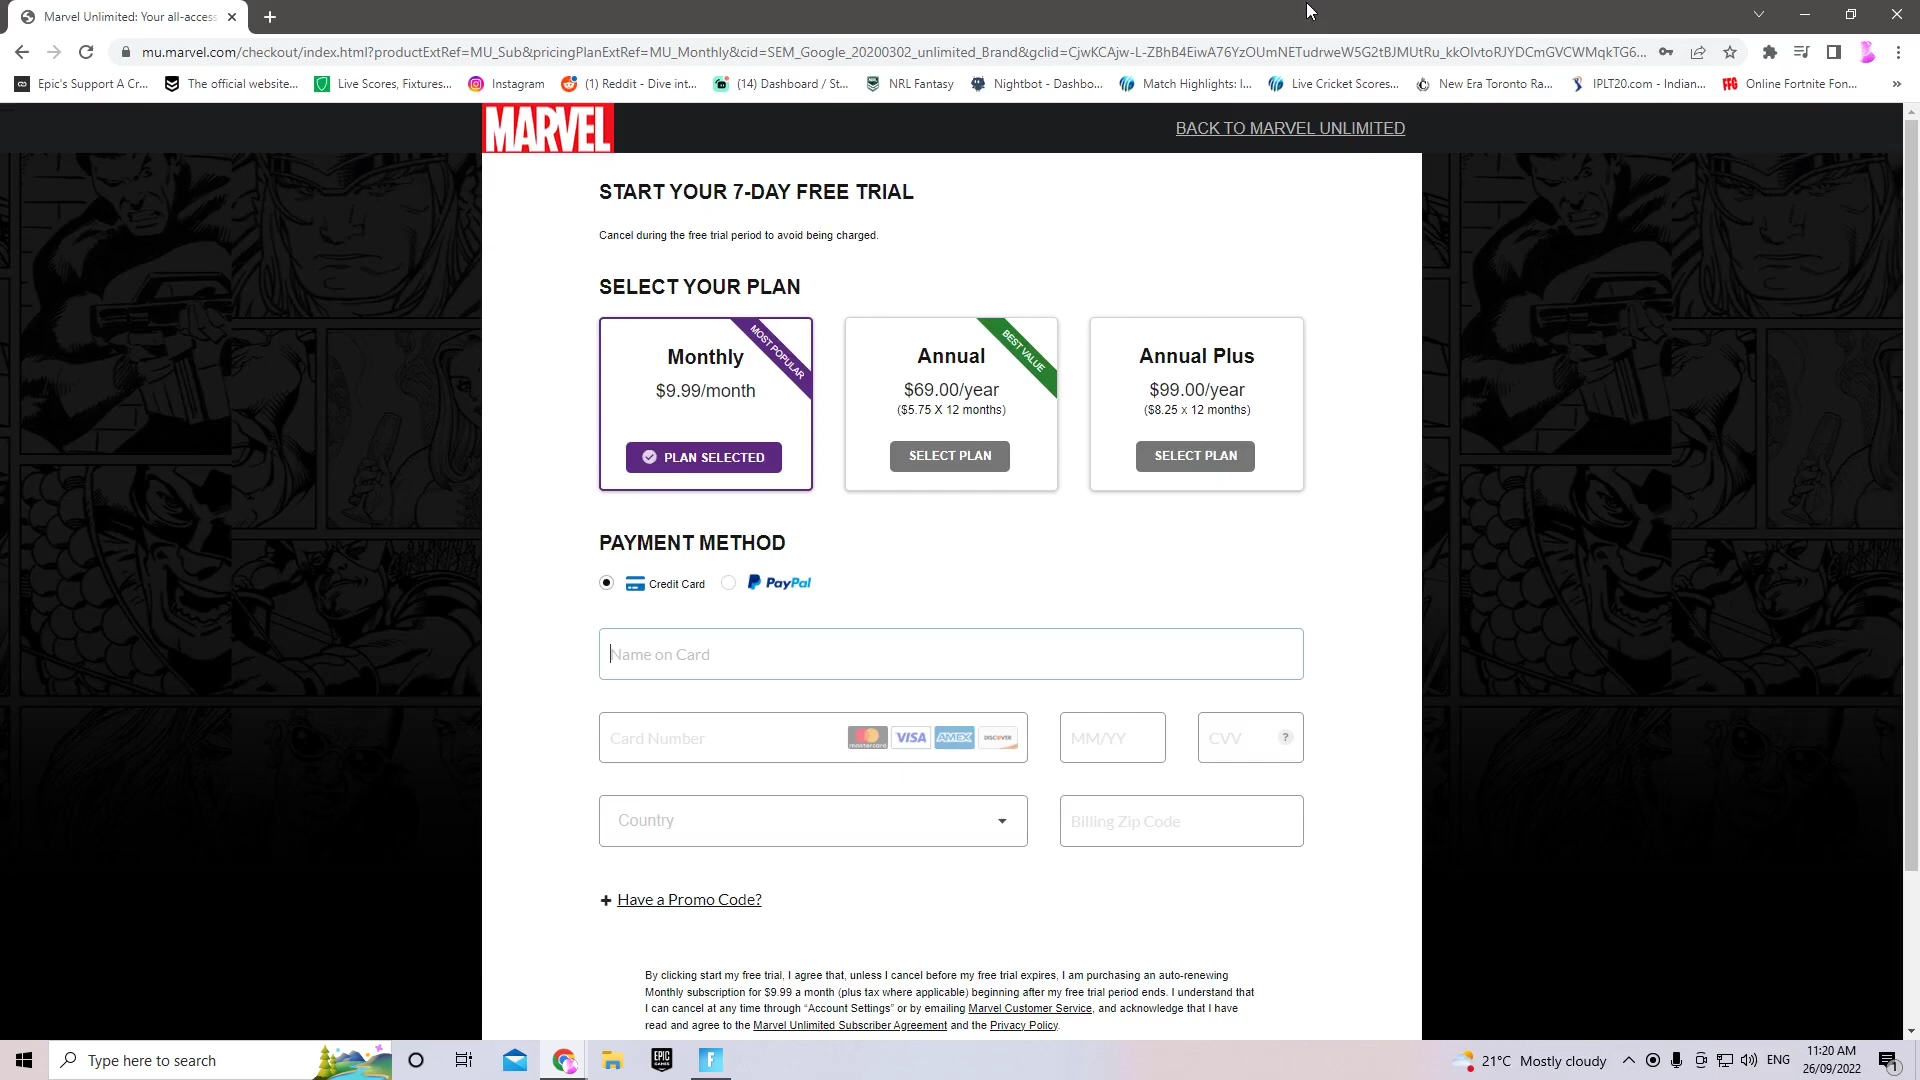 Marvel Unlimited: Your all-access
mu.marvel.com/checkout/index.html?productExtRef=MU_Sub&pricingPlanExtRef=MU_Monthly&cid=SEM_Google_20200302_unlimited_Brand&gclid=CjwKCAjw-L-ZBhB4EiwA76YzOUmNETudrweW5G2tBJMUtRu_kkOlvtoRJYDCmGVCWMqkTG6...
Epic's Support A Cr... The official website... Live Scores, Fixtures... Instagram (1) Reddit - Dive int... (14) Dashboard / St... NRL Fantasy Nightbot - Dashbo... Match Highlights: I... Live Cricket Scores... New Era Toronto Ra... IPLT20.com - Indian... Online Fortnite Fon... »
MARVEL
BACK TO MARVEL UNLIMITED
START YOUR 7-DAY FREE TRIAL
Cancel during the free trial period to avoid being charged.
SELECT YOUR PLAN
MOST POPULAR
Monthly
$9.99/month
PLAN SELECTED
BEST VALUE
Annual
$69.00/year
($5.75 X 12 months)
SELECT PLAN
Annual Plus
$99.00/year
($8.25 x 12 months)
SELECT PLAN
PAYMENT METHOD
Credit Card PayPal
Name on Card
Card Number mastercard VISA AMEX DISCOVER MM/YY CVV ?
Country Billing Zip Code
+ Have a Promo Code?
By clicking start my free trial, I agree that, unless I cancel before my free trial expires, I am purchasing an auto-renewing
Monthly subscription for $9.99 a month (plus tax where applicable) beginning after my free trial period ends. I understand that
I can cancel at any time through “Account Settings” or by emailing Marvel Customer Service, and acknowledge that I have
read and agree to the Marvel Unlimited Subscriber Agreement and the Privacy Policy.
Type here to search
EPIC GAMES
F
21°C Mostly cloudy
ENG
11:20 AM
26/09/2022
1